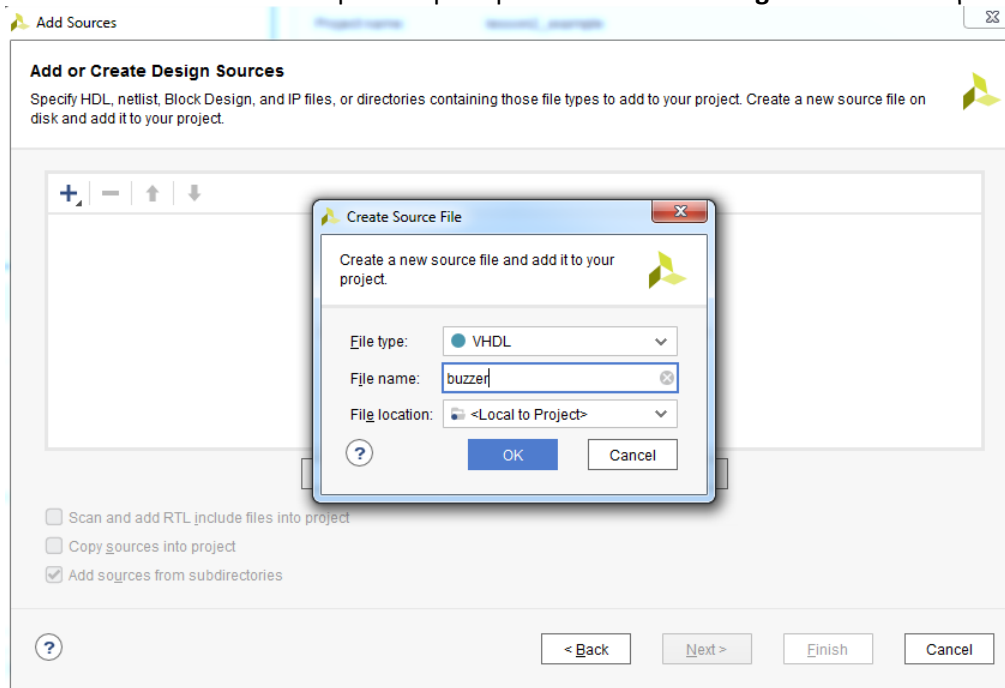 Add Sources
Add or Create Design Sources
Specify HDL, netlist, Block Design, and IP files, or directories containing those file types to add to your project. Create a new source file on
disk and add it to your project.
Create Source File
Create a new source file and add it to your
project.
File type: VHDL
File name: buzzer
File location: <Local to Project>
? OK Cancel
Scan and add RTL include files into project
Copy sources into project
Add sources from subdirectories
? < Back Next > Finish Cancel